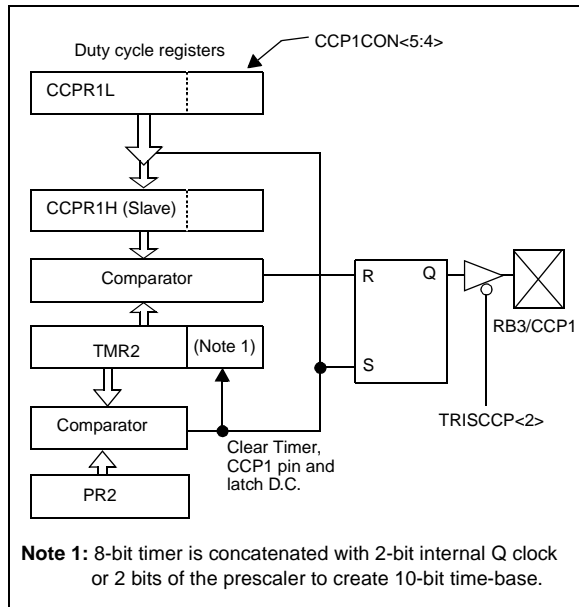 Duty cycle registers
CCP1CON<5:4>
CCPR1L
CCPR1H (Slave)
Comparator
R
Q
RB3/CCP1
TMR2
(Note 1)
S
TRISCCP<2>
Comparator
Clear Timer,
CCP1 pin and
latch D.C.
PR2
Note 1: 8-bit timer is concatenated with 2-bit internal Q clock
or 2 bits of the prescaler to create 10-bit time-base.